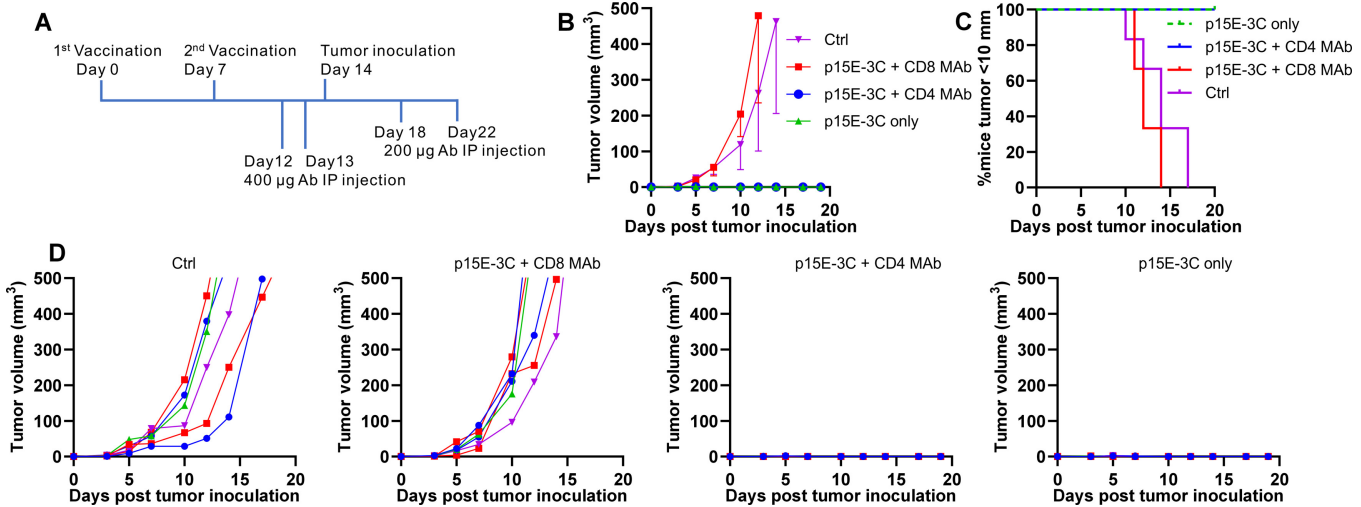 A
1st Vaccination
Day 0
2nd Vaccination
Day 7
Tumor inoculation
Day 14
Day12
Day13
400 µg Ab IP injection
Day 18
Day22
200 µg Ab IP injection
B
Tumor volume (mm3)
500
400
300
200
100
0
0 5 10 15 20
Days post tumor inoculation
Ctrl
p15E-3C + CD8 MAb
p15E-3C + CD4 MAb
p15E-3C only
C
%mice tumor <10 mm
100
80
60
40
20
0
0 5 10 15 20
Days post tumor inoculation
p15E-3C only
p15E-3C + CD4 MAb
p15E-3C + CD8 MAb
Ctrl
D
Ctrl
Tumor volume (mm3)
500
400
300
200
100
0
0 5 10 15 20
Days post tumor inoculation
p15E-3C + CD8 MAb
Tumor volume (mm3)
500
400
300
200
100
0
0 5 10 15 20
Days post tumor inoculation
p15E-3C + CD4 MAb
Tumor volume (mm3)
500
400
300
200
100
0
0 5 10 15 20
Days post tumor inoculation
p15E-3C only
Tumor volume (mm3)
500
400
300
200
100
0
0 5 10 15 20
Days post tumor inoculation